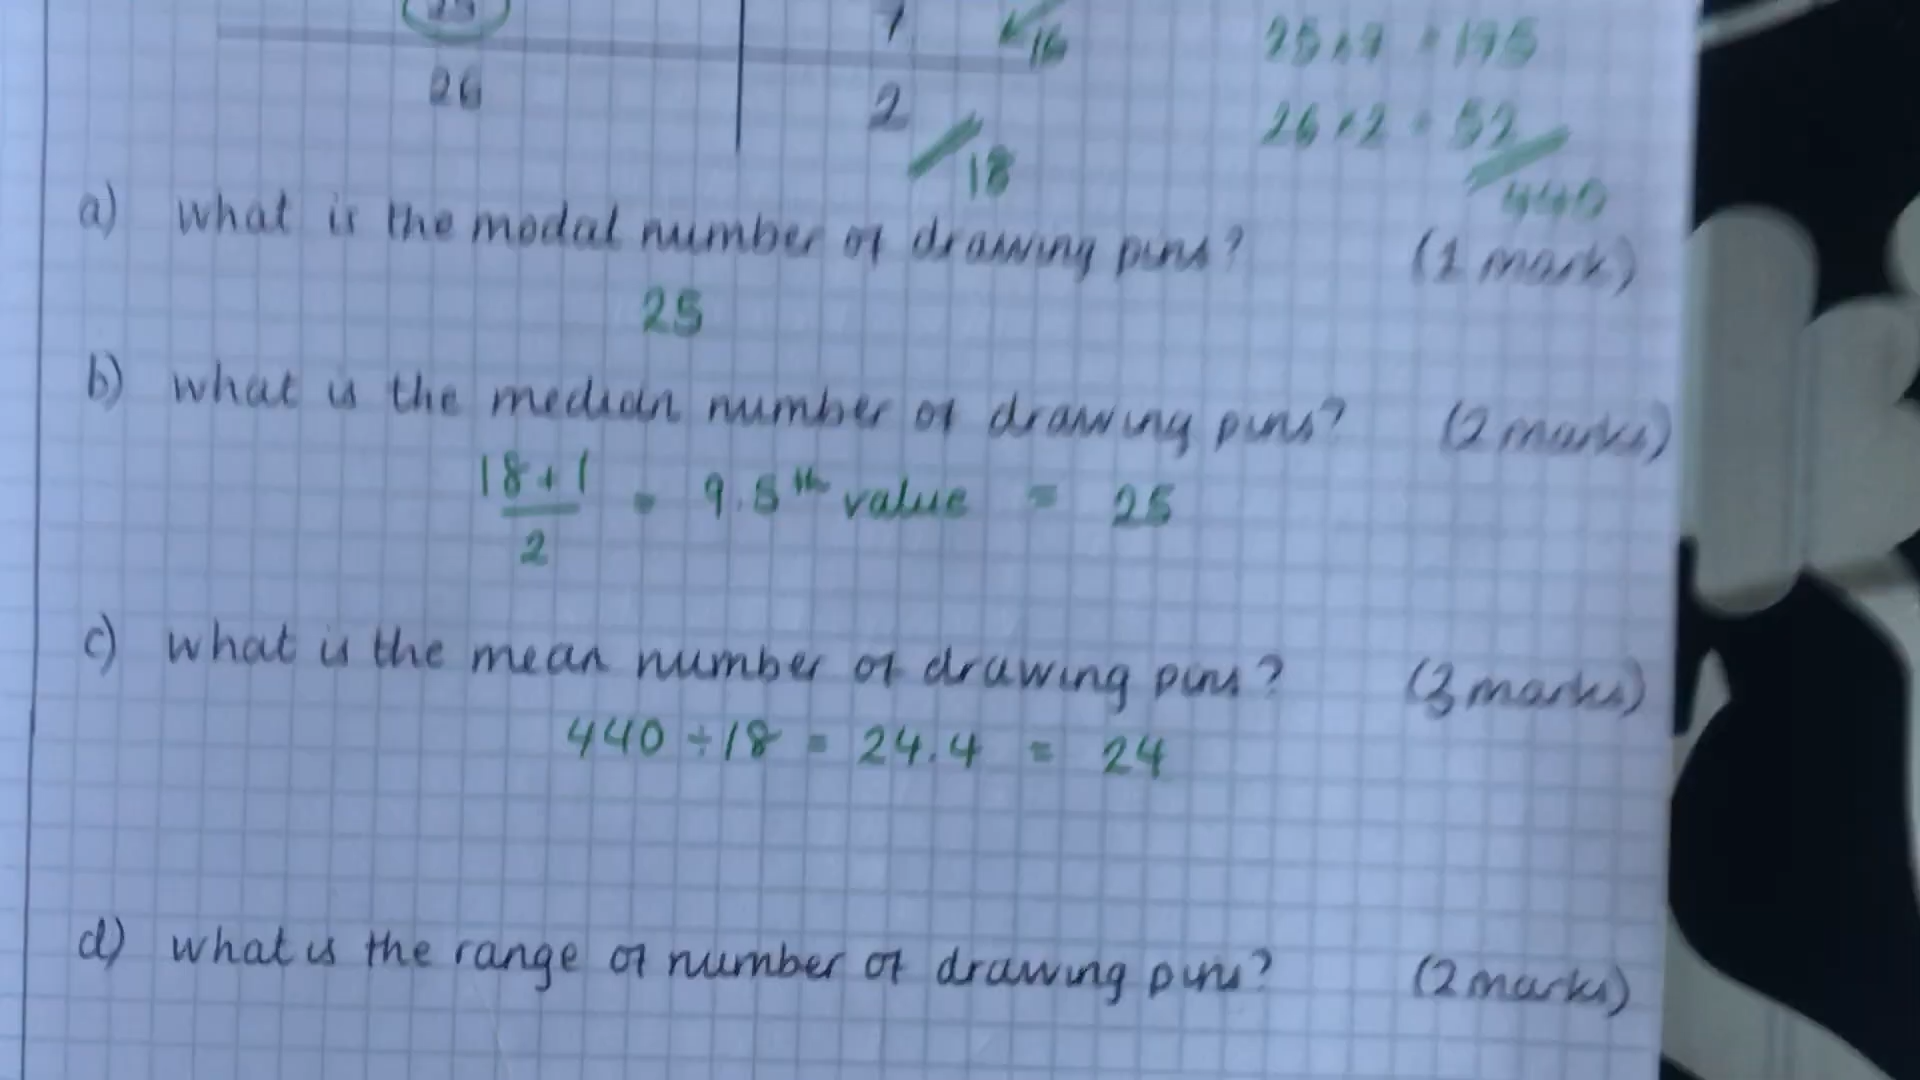 25 7 16 25 × 7 = 175
26 2 18 26 × 2 = 52
440
a) what is the modal number of drawing pins? (1 mark)
25
b) what is the median number of drawing pins? (2 marks)
18 + 1
2
= 9.5th value = 25
c) what is the mean number of drawing pins? (3 marks)
440 ÷ 18 = 24.4 = 24
d) what is the range of number of drawing pins? (2 marks)